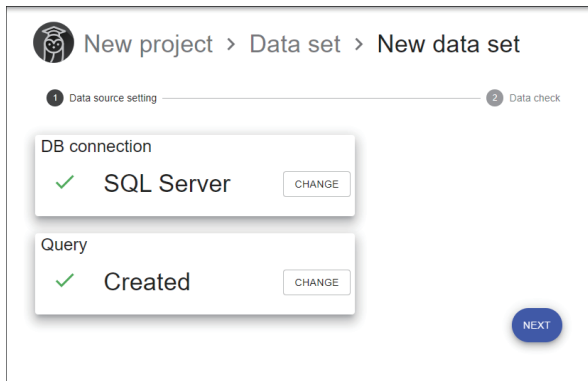 New project > Data set > New data set
1 Data source setting 2 Data check
DB connection
SQL Server CHANGE
Query
Created CHANGE
NEXT